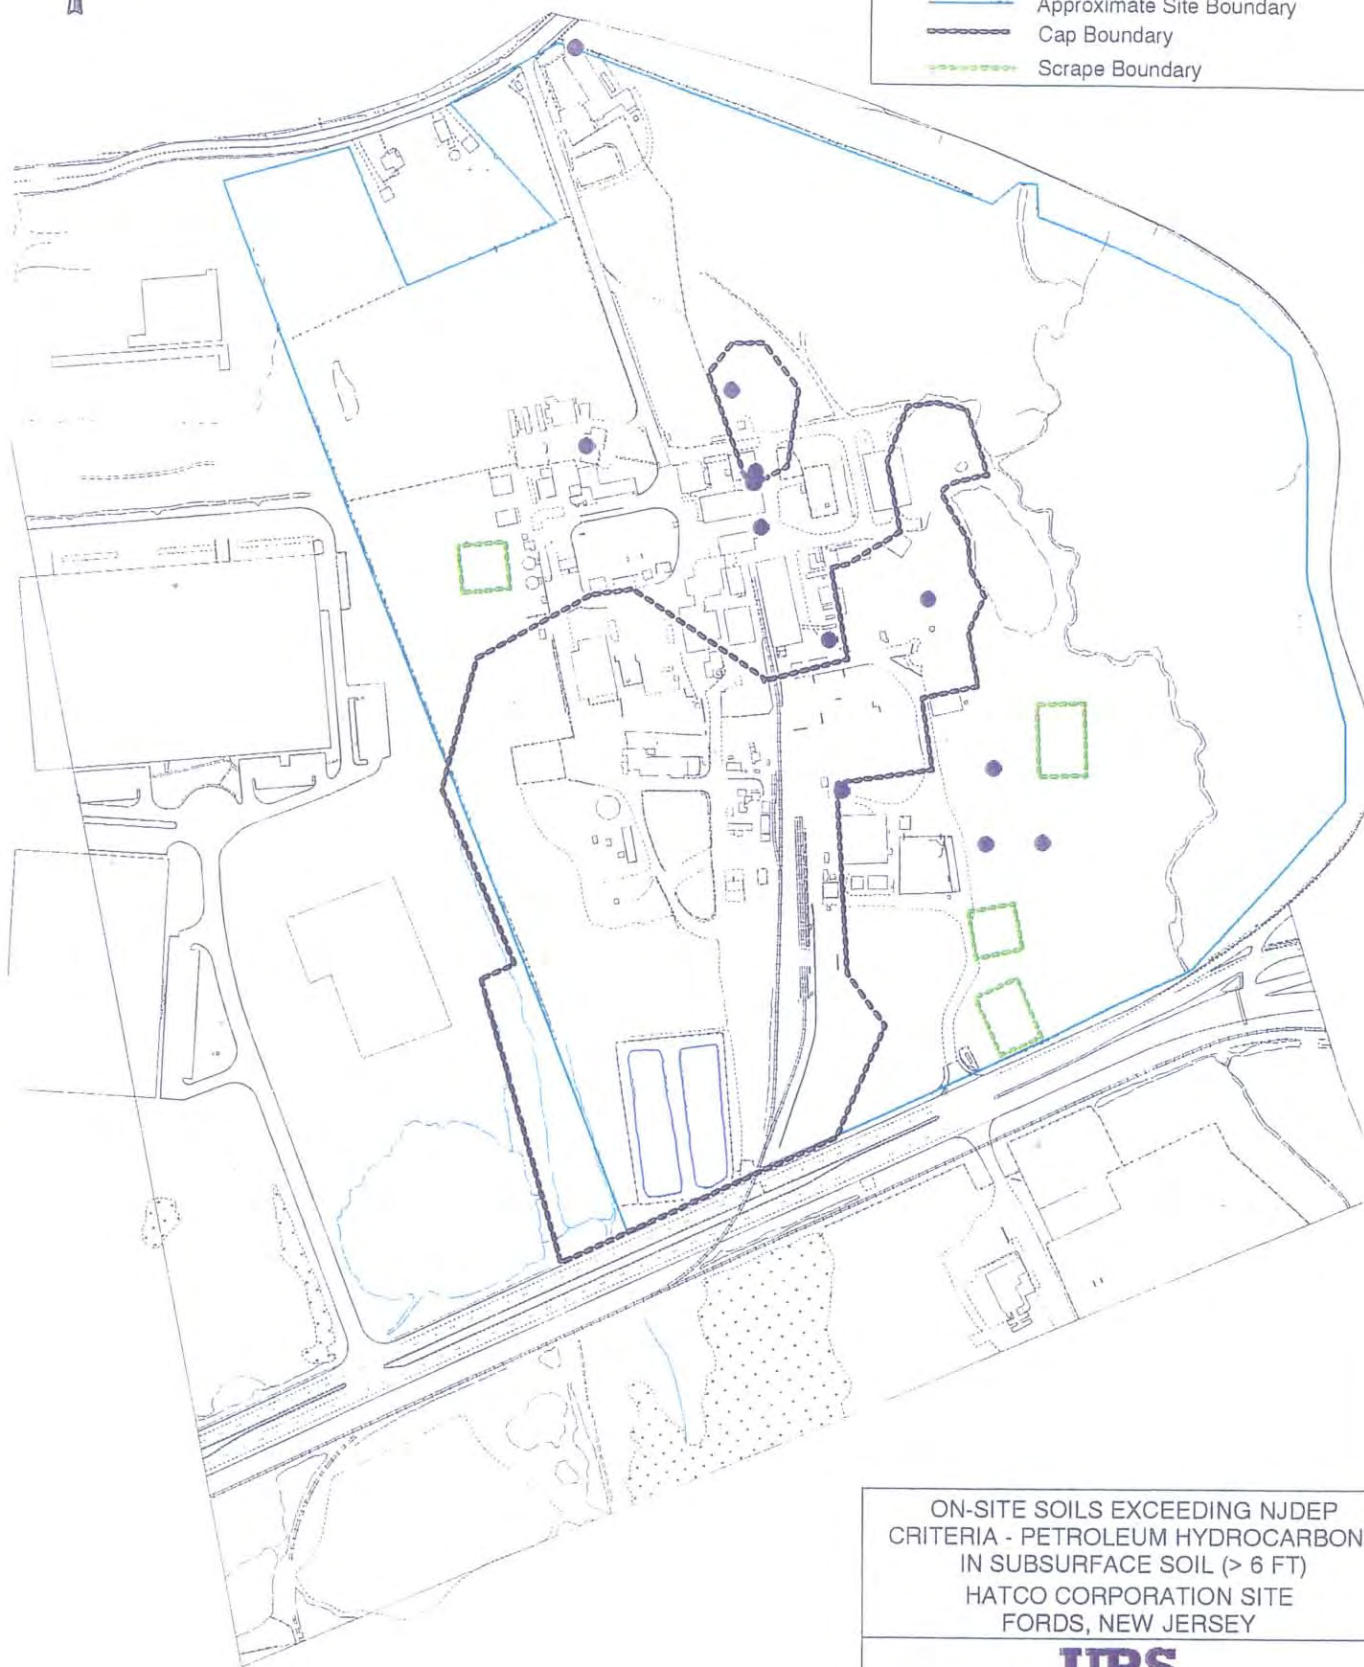 Approximate Site Boundary
Cap Boundary
Scrape Boundary
ON-SITE SOILS EXCEEDING NJDEP
CRITERIA - PETROLEUM HYDROCARBON
IN SUBSURFACE SOIL (> 6 FT)
HATCO CORPORATION SITE
FORDS, NEW JERSEY
URS